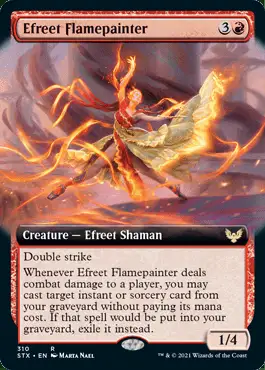 Efreet Flamepainter 3
Creature — Efreet Shaman
Double strike
Whenever Efreet Flamepainter deals
combat damage to a player, you may
cast target instant or sorcery card from
your graveyard without paying its mana
cost. If that spell would be put into your
graveyard, exile it instead.
1/4
310 R
STX • EN Marta Nael
™ & © 2021 Wizards of the Coast